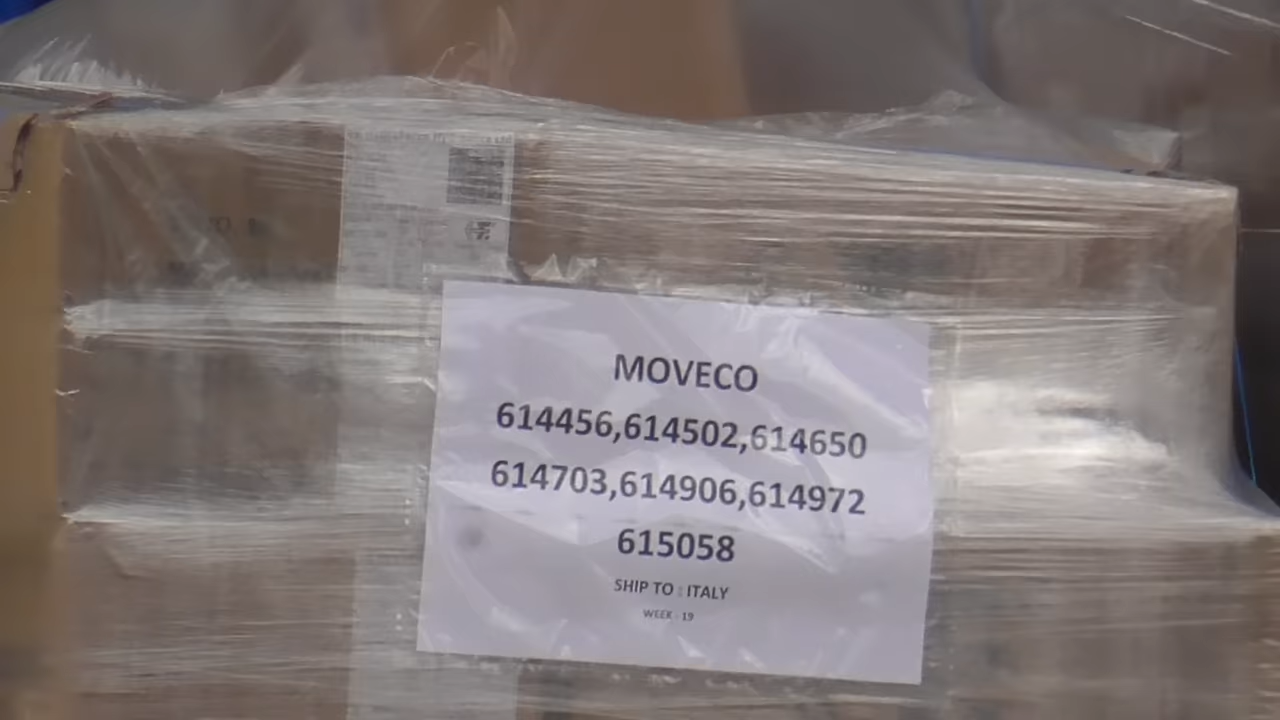 MOVECO
614456,614502,614650
614703,614906,614972
615058
SHIP TO : ITALY
WEEK : 19